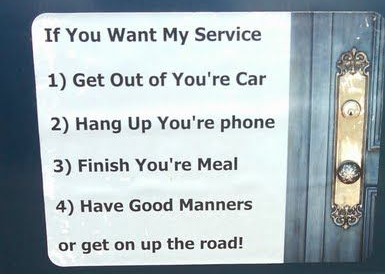 If You Want My Service
1) Get Out of You're Car
2) Hang Up You're phone
3) Finish You're Meal
4) Have Good Manners
or get on up the road!